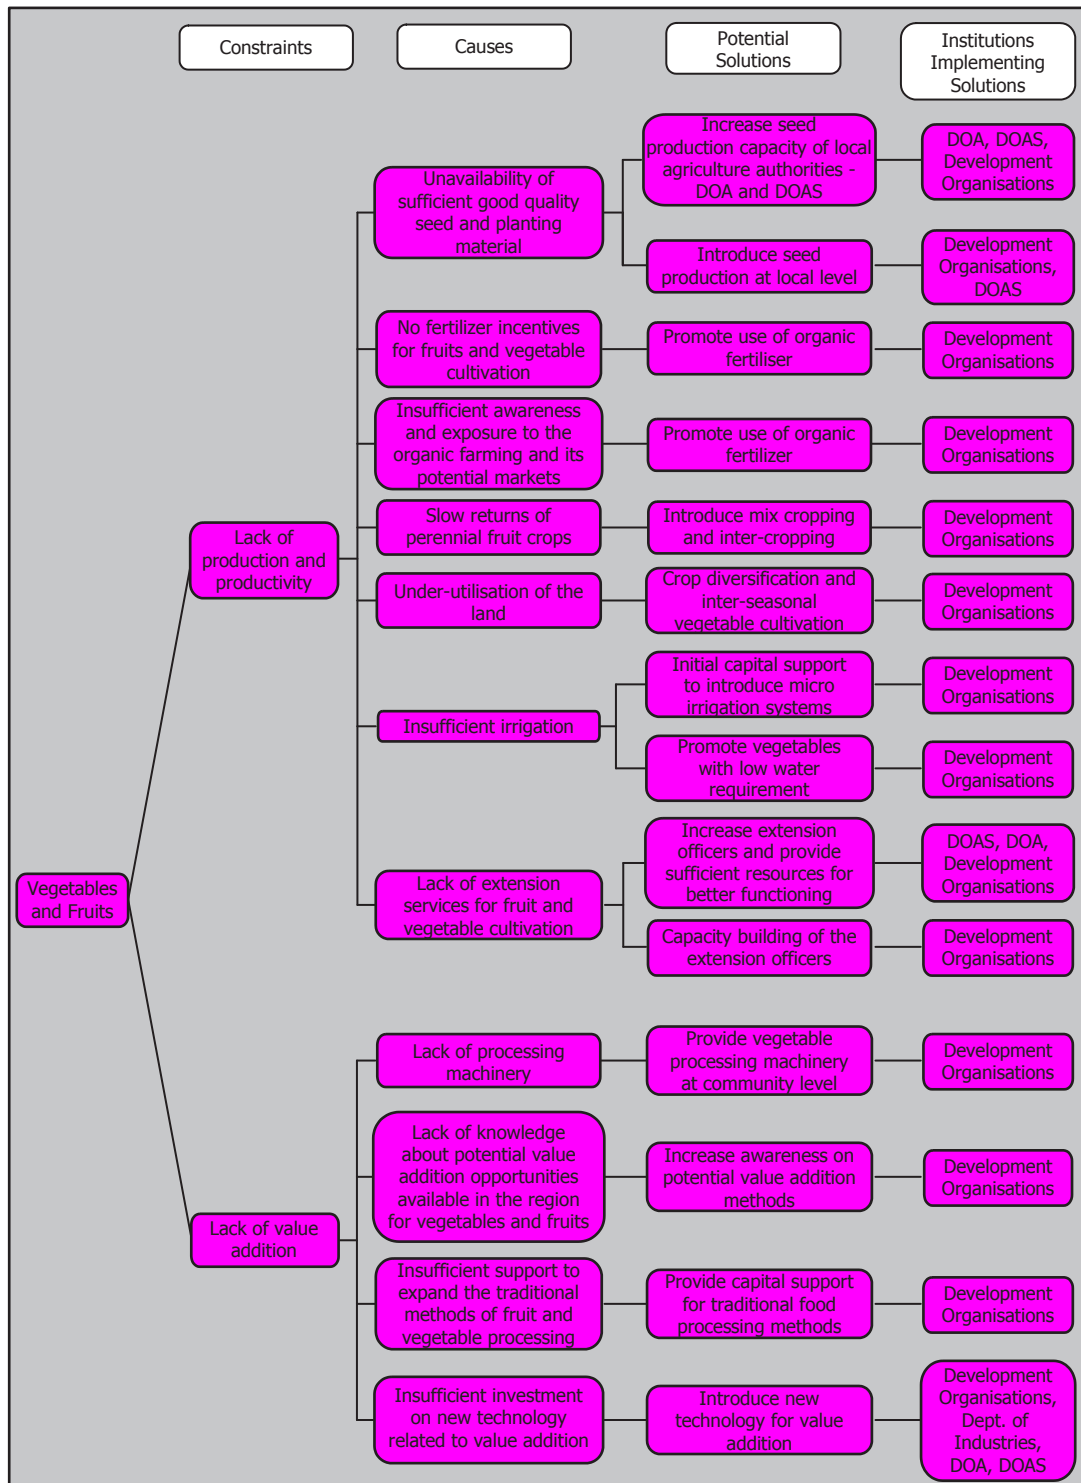 Constraints
Causes
Potential
Solutions
Institutions
Implementing
Solutions
Vegetables
and Fruits
Lack of
production and
productivity
Unavailability of
sufficient good quality
seed and planting
material
Increase seed
production capacity of local
agriculture authorities -
DOA and DOAS
DOA, DOAS,
Development
Organisations
Introduce seed
production at local level
Development
Organisations,
DOAS
No fertilizer incentives
for fruits and vegetable
cultivation
Promote use of organic
fertiliser
Development
Organisations
Insufficient awareness
and exposure to the
organic farming and its
potential markets
Promote use of organic
fertilizer
Development
Organisations
Slow returns of
perennial fruit crops
Introduce mix cropping
and inter-cropping
Development
Organisations
Under-utilisation of the
land
Crop diversification and
inter-seasonal
vegetable cultivation
Development
Organisations
Insufficient irrigation
Initial capital support
to introduce micro
irrigation systems
Development
Organisations
Promote vegetables
with low water
requirement
Development
Organisations
Lack of extension
services for fruit and
vegetable cultivation
Increase extension
officers and provide
sufficient resources for
better functioning
DOAS, DOA,
Development
Organisations
Capacity building of the
extension officers
Development
Organisations
Lack of value
addition
Lack of processing
machinery
Provide vegetable
processing machinery
at community level
Development
Organisations
Lack of knowledge
about potential value
addition opportunities
available in the region
for vegetables and fruits
Increase awareness on
potential value addition
methods
Development
Organisations
Insufficient support to
expand the traditional
methods of fruit and
vegetable processing
Provide capital support
for traditional food
processing methods
Development
Organisations
Insufficient investment
on new technology
related to value addition
Introduce new
technology for value
addition
Development
Organisations,
Dept. of
Industries,
DOA, DOAS